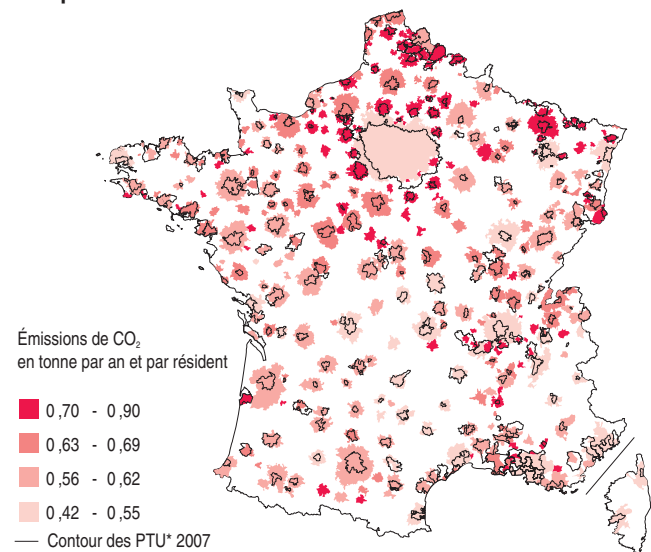 Émissions de CO₂
en tonne par an et par résident
0 ,70 - 0 ,90
0 ,63 - 0 ,69
0 ,56 - 0 ,62
0 ,42 - 0 ,55
Contour des PTU* 2007